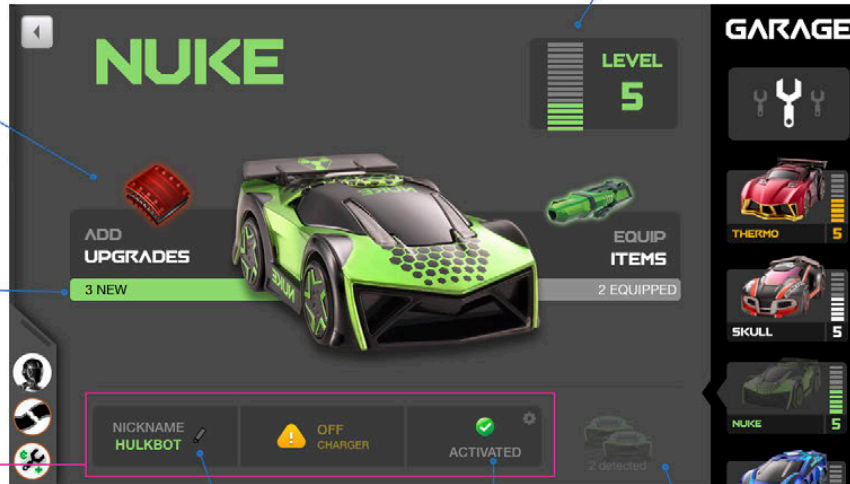 NUKE
LEVEL
5
GARAGE
ADD
UPGRADES
3 NEW
EQUIP
ITEMS
2 EQUIPPED
THERMO
5
SKULL
5
NUKE
5
NICKNAME
HULKBOT
OFF
CHARGER
ACTIVATED
2 detected